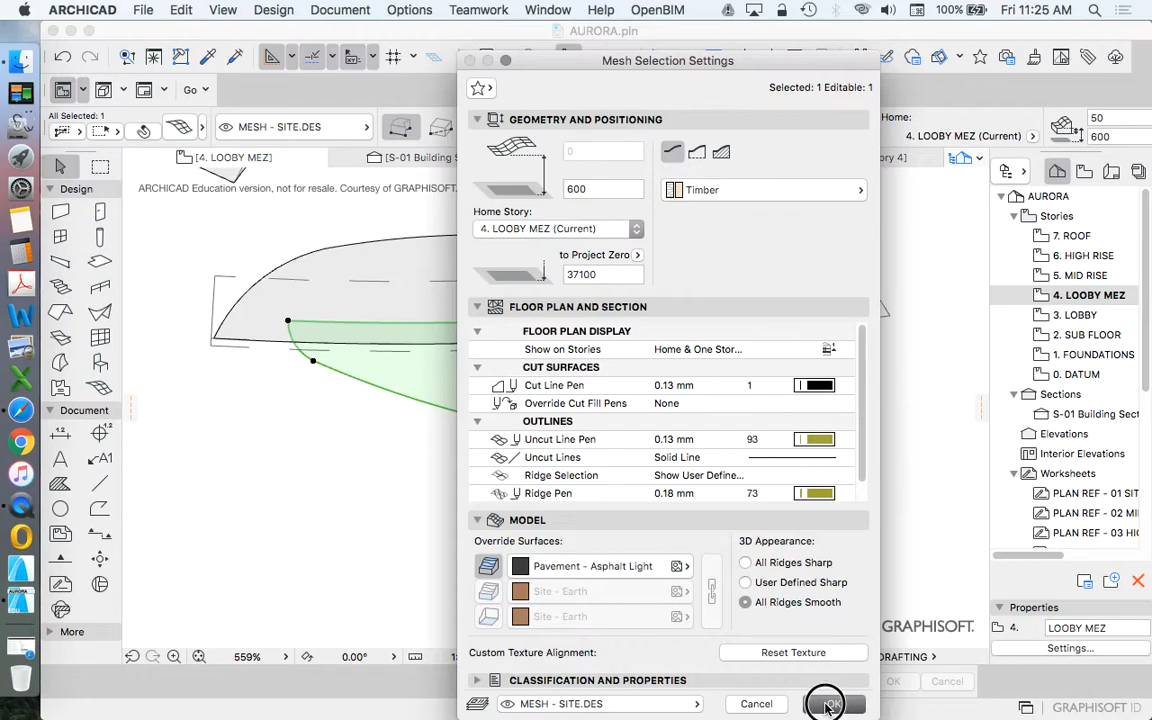 ARCHICAD File Edit View Design Document Options Teamwork Window Help OpenBIM 100% Fri 11:25 AM
AURORA.pln
Mesh Selection Settings
Go
Selected: 1 Editable: 1
All Selected: 1
MESH - SITE.DES
Home:
4. LOOBY MEZ (Current)
50
600
[4. LOOBY MEZ]
[S-01 Building S
ry 4]
ARCHICAD Education version, not for resale. Courtesy of GRAPHISOFT.
GEOMETRY AND POSITIONING
0
600
Timber
Home Story:
4. LOOBY MEZ (Current)
to Project Zero
37100
FLOOR PLAN AND SECTION
FLOOR PLAN DISPLAY
Show on Stories Home & One Stor...
CUT SURFACES
Cut Line Pen 0.13 mm 1
Override Cut Fill Pens None
OUTLINES
Uncut Line Pen 0.13 mm 93
Uncut Lines Solid Line
Ridge Selection Show User Define...
Ridge Pen 0.18 mm 73
MODEL
Override Surfaces:
Pavement - Asphalt Light
Site - Earth
Site - Earth
3D Appearance:
All Ridges Sharp
User Defined Sharp
All Ridges Smooth
Custom Texture Alignment:
Reset Texture
CLASSIFICATION AND PROPERTIES
MESH - SITE.DES
Cancel
OK
Design
Document
More
559%
0.00°
1:
AURORA
Stories
7. ROOF
6. HIGH RISE
5. MID RISE
4. LOOBY MEZ
3. LOBBY
2. SUB FLOOR
1. FOUNDATIONS
0. DATUM
Sections
S-01 Building Sect
Elevations
Interior Elevations
Worksheets
PLAN REF - 01 SIT
PLAN REF - 02 MI
PLAN REF - 03 HI
Properties
4. LOOBY MEZ
Settings...
GRAPHISOFT.
DRAFTING
OK
Cancel
GRAPHISOFT ID